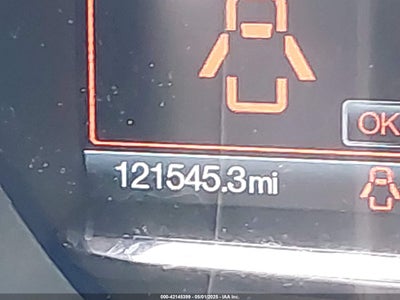 OK
121545.3mi
000-42148399 - 05/01/2025 - IAA Inc.